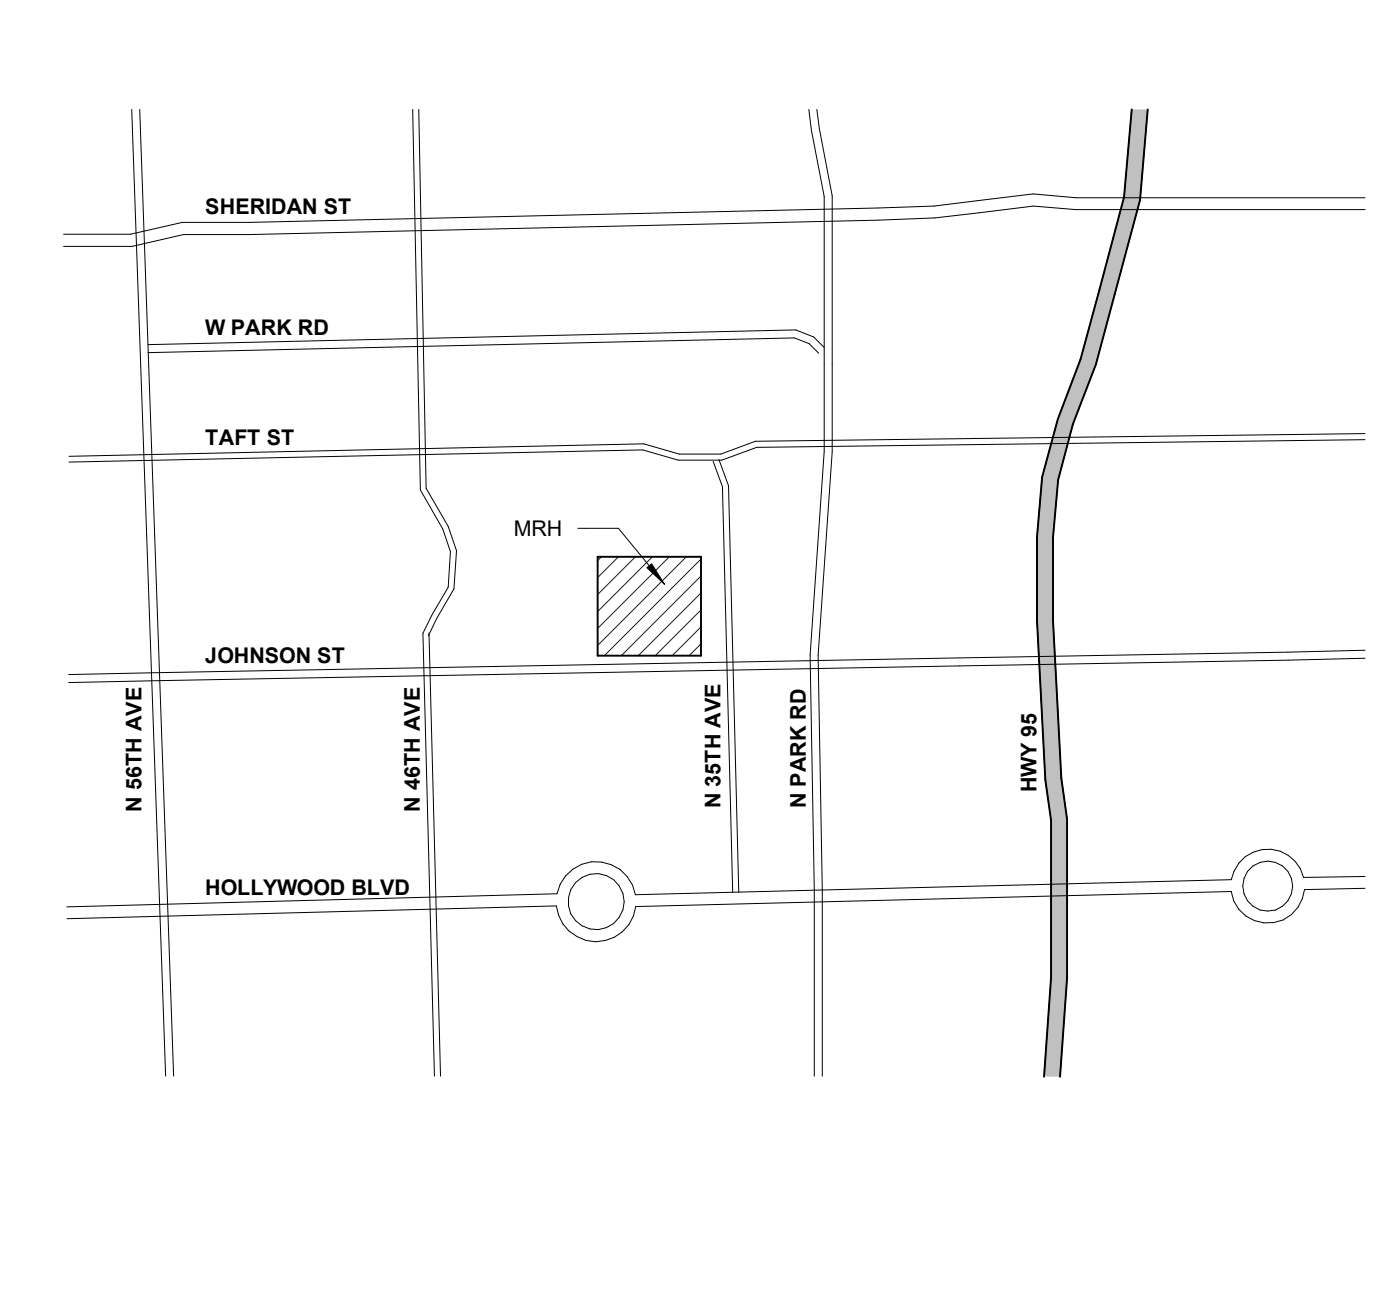 SHERIDAN ST
W PARK RD
TAFT ST
MRH
JOHNSON ST
N 56TH AVE
N 46TH AVE
N 35TH AVE
N PARK RD
HWY 95
HOLLYWOOD BLVD